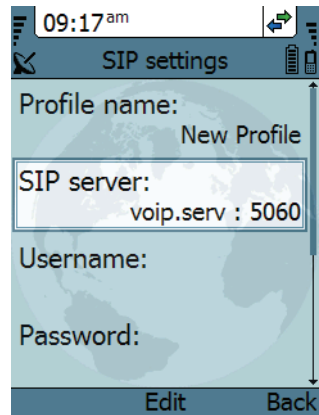 09:17am
SIP settings
Profile name:
New Profile
SIP server:
voip.serv : 5060
Username:
Password:
Edit Back